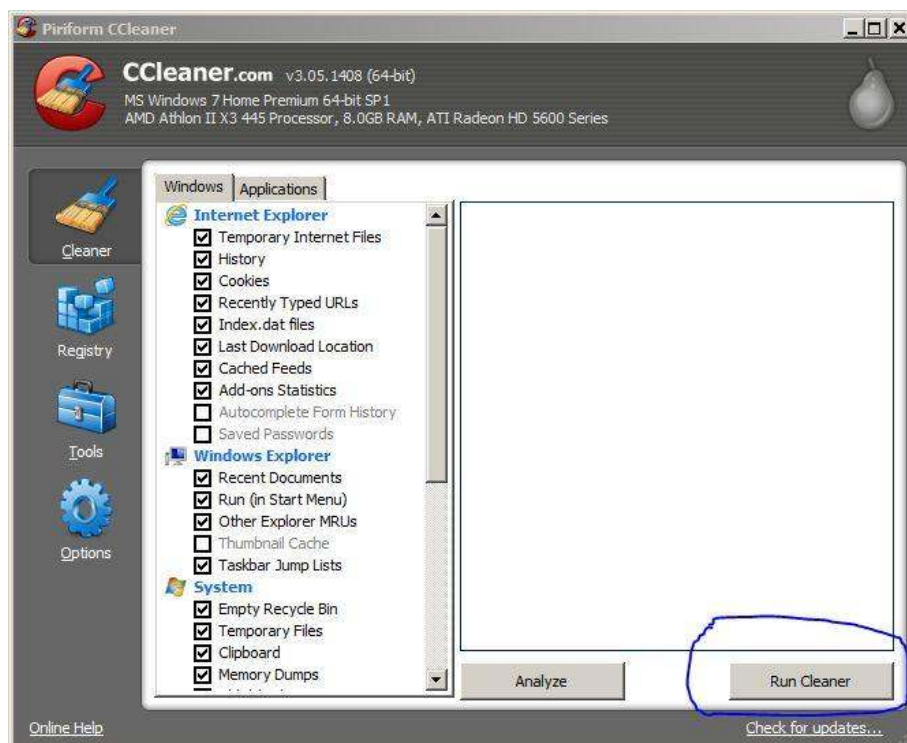 Piriform CCleaner
CCleaner.com v3.05.1408 (64-bit)
MS Windows 7 Home Premium 64-bit SP1
AMD Athlon II X3 445 Processor, 8.0GB RAM, ATI Radeon HD 5600 Series
Cleaner
Registry
Tools
Options
Windows
Applications
Internet Explorer
Temporary Internet Files
History
Cookies
Recently Typed URLs
Index.dat files
Last Download Location
Cached Feeds
Add-ons Statistics
Autocomplete Form History
Saved Passwords
Windows Explorer
Recent Documents
Run (in Start Menu)
Other Explorer MRUs
Thumbnail Cache
Taskbar Jump Lists
System
Empty Recycle Bin
Temporary Files
Clipboard
Memory Dumps
Analyze
Run Cleaner
Online Help
Check for updates...